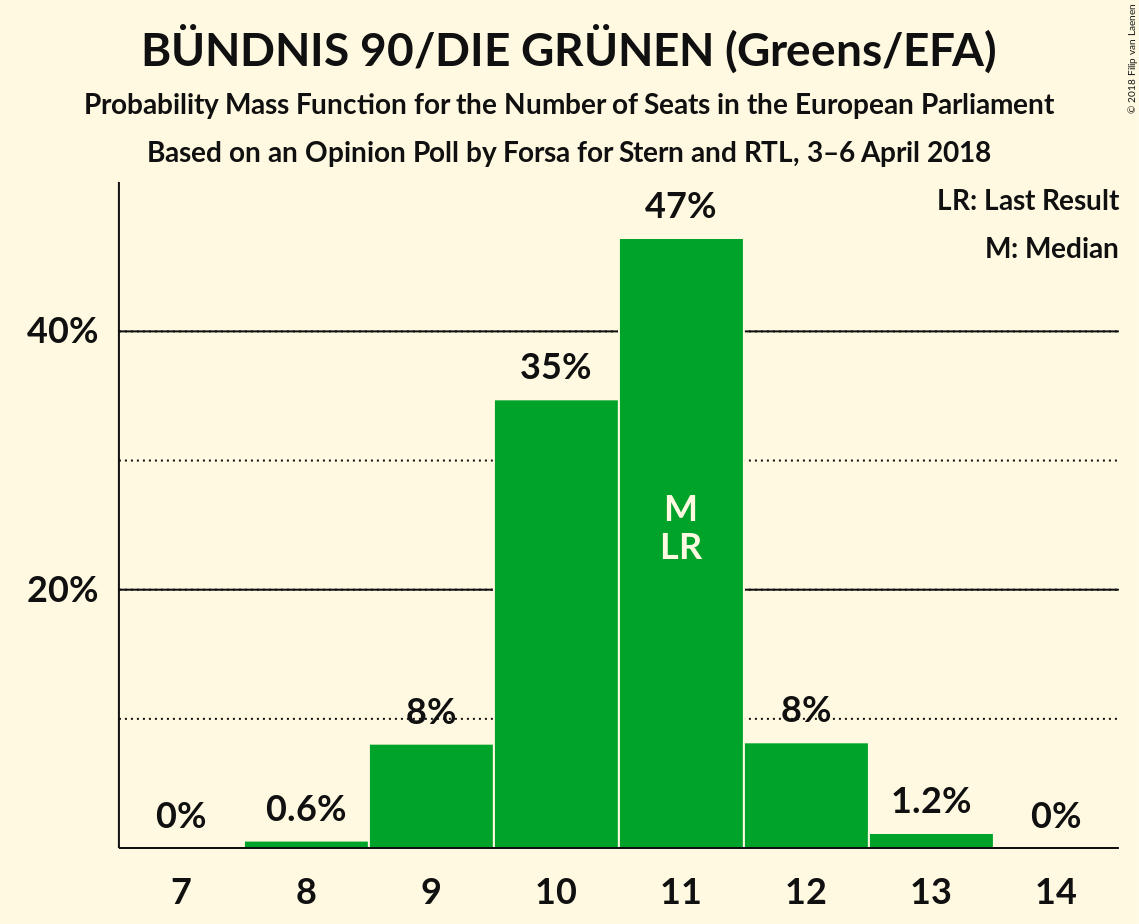 BÜNDNIS 90/DIE GRÜNEN (Greens/EFA)
Probability Mass Function for the Number of Seats in the European Parliament
Based on an Opinion Poll by Forsa for Stern and RTL, 3–6 April 2018
© 2018 Filip van Laenen
LR: Last Result
M: Median
47%
40%
35%
M
LR
20%
8%
8%
0%
0.6%
1.2%
0%
7 8 9 10 11 12 13 14